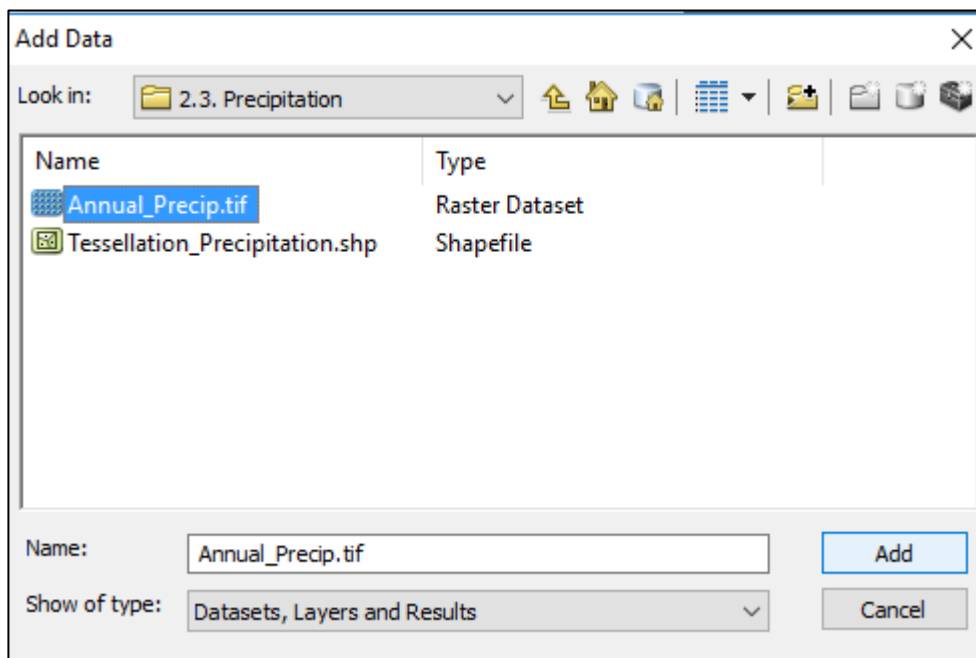 Add Data
Look in: 2.3. Precipitation
Name Type
Annual_Precip.tif Raster Dataset
Tessellation_Precipitation.shp Shapefile
Name: Annual_Precip.tif Add
Show of type: Datasets, Layers and Results Cancel